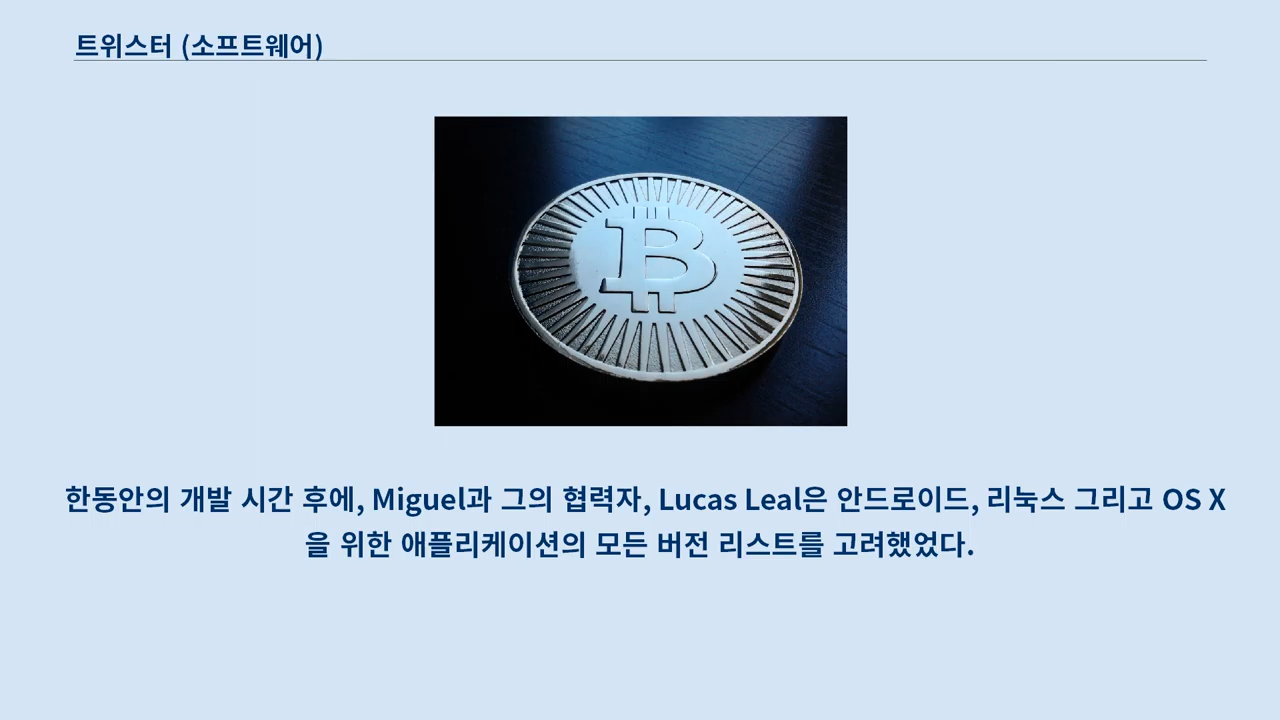 트위스터 (소프트웨어)
한동안의 개발 시간 후에, Miguel과 그의 협력자, Lucas Leal은 안드로이드, 리눅스 그리고 OS X
을 위한 애플리케이션의 모든 버전 리스트를 고려했었다.